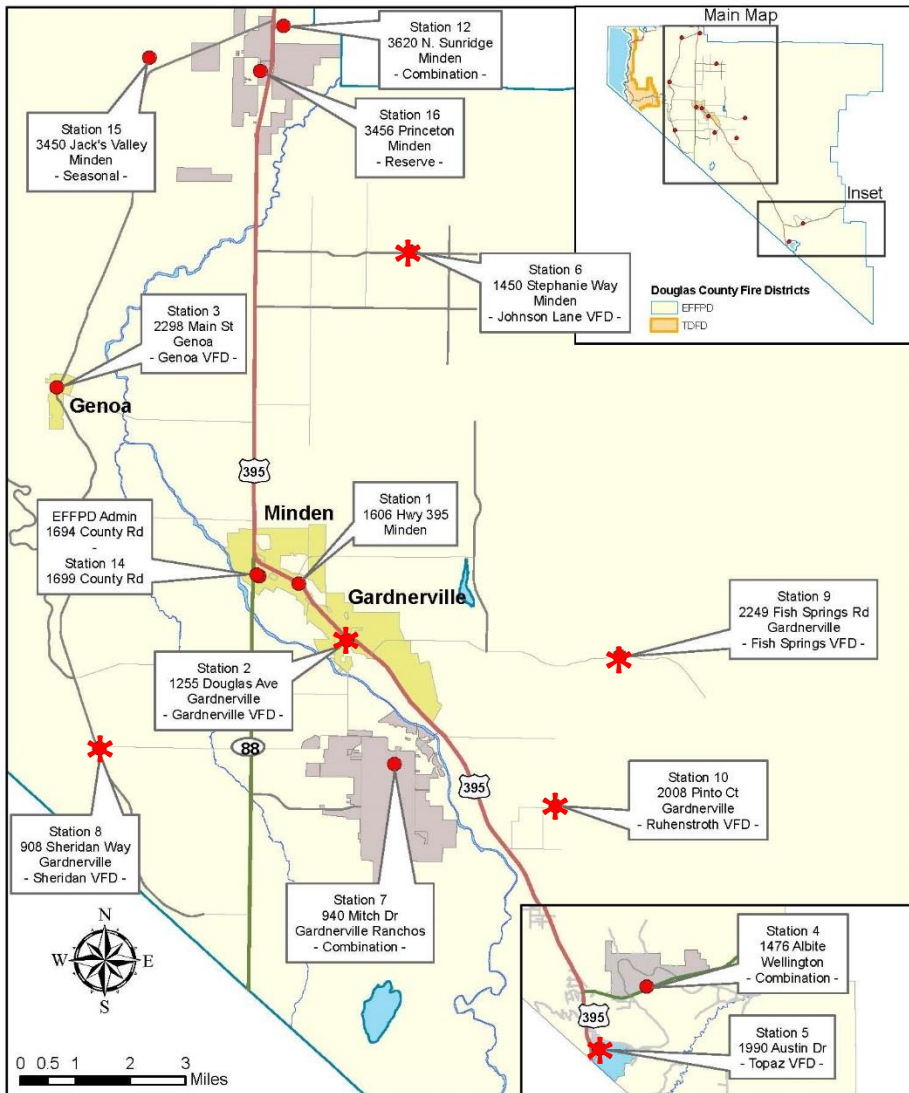 Station 12
3620 N. Sunridge
Minden
- Combination -
Station 16
3456 Princeton
Minden
- Reserve -
Station 15
3450 Jack's Valley
Minden
- Seasonal -
Main Map
Inset
Douglas County Fire Districts
EFFPD
TDFD
Station 6
1450 Stephanie Way
Minden
- Johnson Lane VFD -
Station 3
2298 Main St
Genoa
- Genoa VFD -
Genoa
395
EFFPD Admin
1694 County Rd
-
Station 14
1699 County Rd
Minden
Station 1
1606 Hwy 395
Minden
Gardnerville
Station 9
2249 Fish Springs Rd
Gardnerville
- Fish Springs VFD -
Station 2
1255 Douglas Ave
Gardnerville
- Gardnerville VFD -
88
395
Station 10
2008 Pinto Ct
Gardnerville
- Ruhenstroth VFD -
Station 8
908 Sheridan Way
Gardnerville
- Sheridan VFD -
Station 7
940 Mitch Dr
Gardnerville Ranchos
- Combination -
N
W
E
S
Station 4
1476 Albite
Wellington
- Combination -
395
Station 5
1990 Austin Dr
- Topaz VFD -
0 0.5 1 2 3
Miles